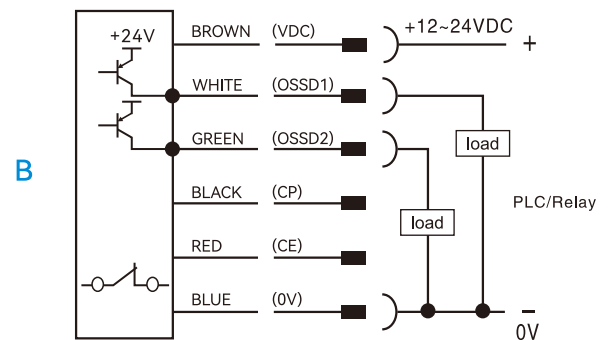 +24V
BROWN (VDC) +12~24VDC +
WHITE (OSSD1)
load
GREEN (OSSD2)
B
BLACK (CP) PLC/Relay
load
RED (CE)
BLUE (0V) −
0V